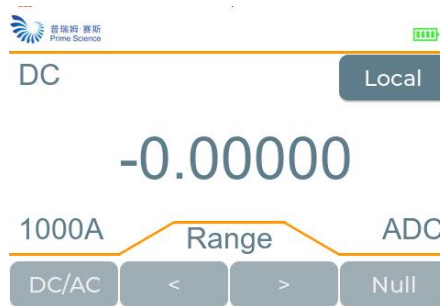 普瑞姆·赛斯
Prime Science
DC
Local
-0.00000
1000A
Range
ADC
DC/AC
<
>
Null